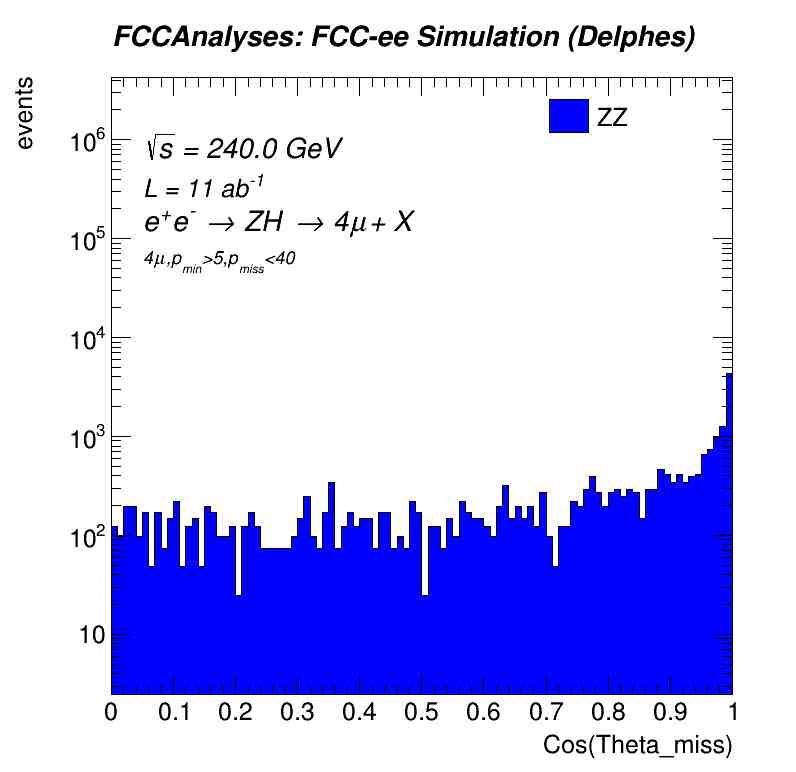 FCCAnalyses: FCC-ee Simulation (Delphes)
events
ZZ
√s = 240.0 GeV
L = 11 ab⁻¹
e⁺e⁻ → ZH → 4μ + X
4μ,p_min>5,p_miss<40
10⁶
10⁵
10⁴
10³
10²
10
0 0.1 0.2 0.3 0.4 0.5 0.6 0.7 0.8 0.9 1
Cos(Theta_miss)